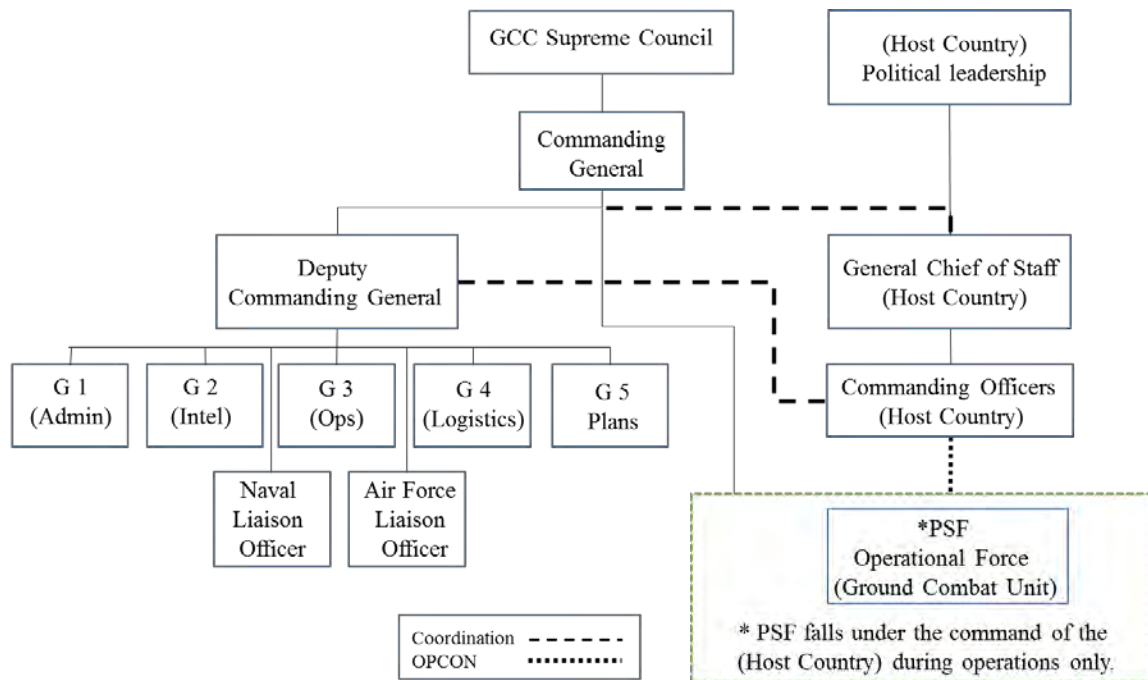 GCC Supreme Council
(Host Country)
Political leadership
Commanding
General
Deputy
Commanding General
General Chief of Staff
(Host Country)
G 1
(Admin)
G 2
(Intel)
G 3
(Ops)
G 4
(Logistics)
G 5
Plans
Commanding Officers
(Host Country)
Naval
Liaison
Officer
Air Force
Liaison
Officer
*PSF
Operational Force
(Ground Combat Unit)
* PSF falls under the command of the
(Host Country) during operations only.
Coordination
OPCON